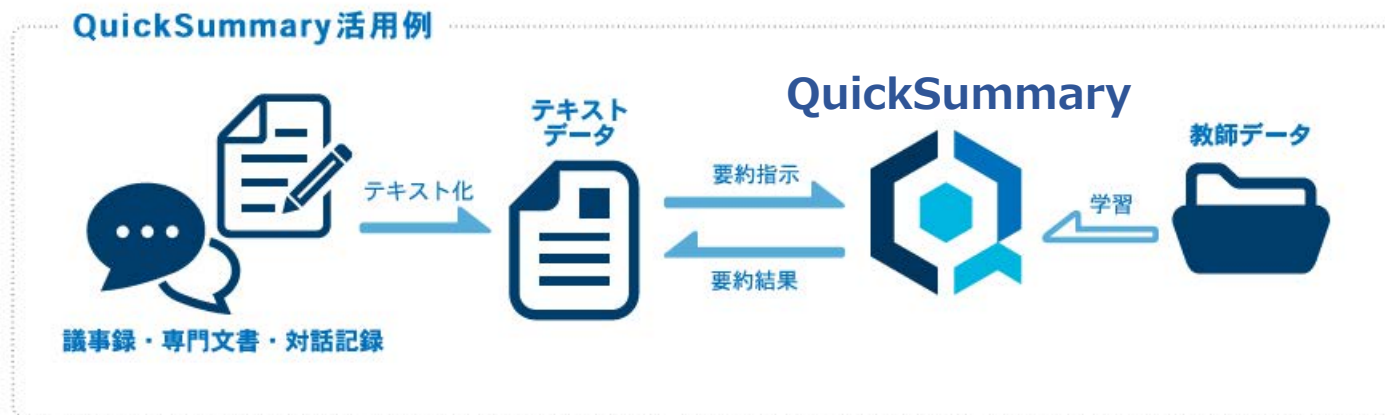 QuickSummary活用例
QuickSummary
テキスト
データ
教師データ
テキスト化
要約指示
学習
要約結果
議事録・専門文書・対話記録